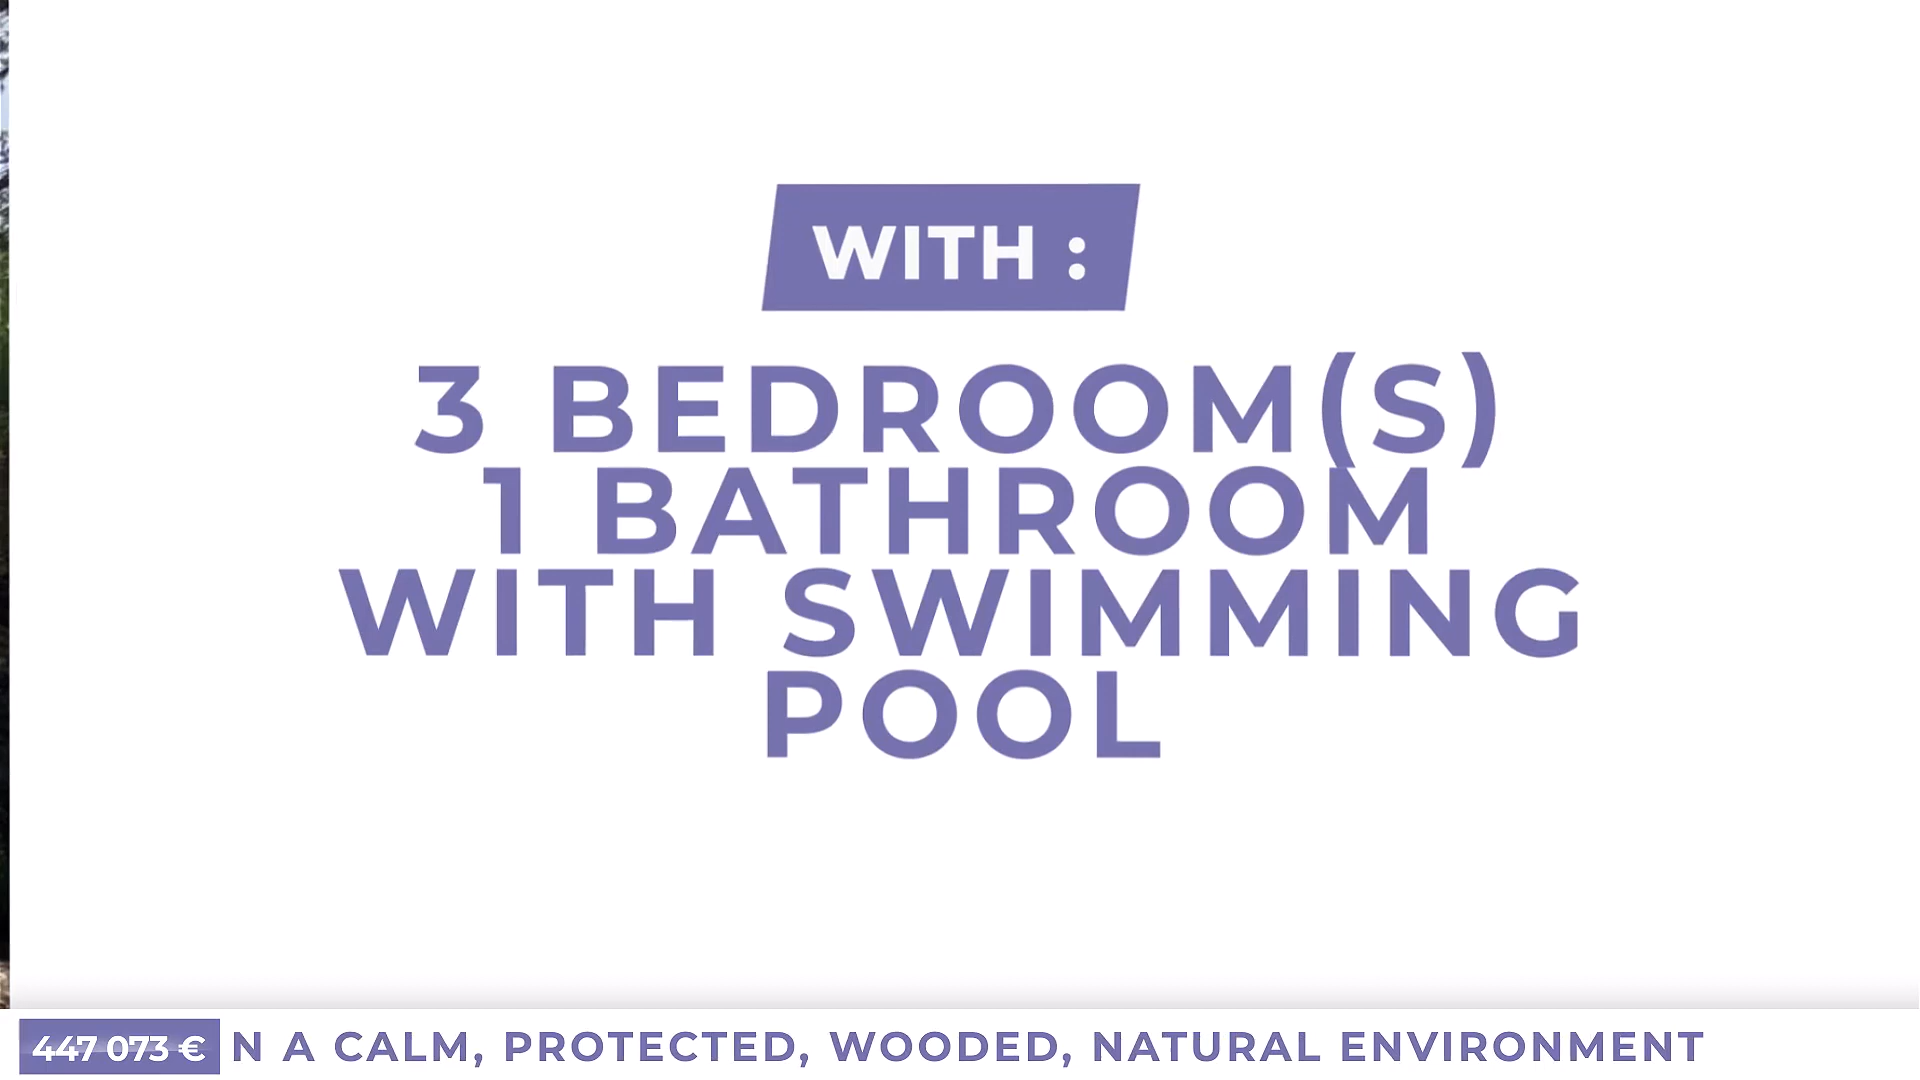 WITH :
3 BEDROOM(S)
1 BATHROOM
WITH SWIMMING
POOL
447 073 € N A CALM, PROTECTED, WOODED, NATURAL ENVIRONMENT